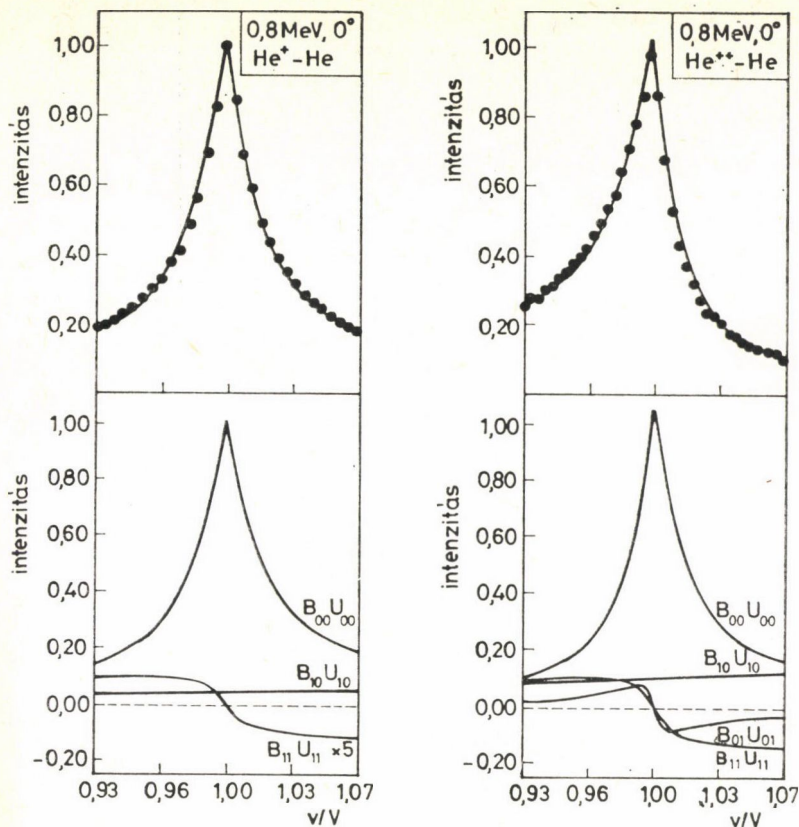 0,8 MeV, 0°
He⁺-He
intenzitás
1,00
0,80
0,60
0,40
0,20
0,8MeV, 0°
He⁺⁺-He
intenzitás
1,00
0,80
0,60
0,40
0,20
intenzitás
1,00
0,80
0,60
0,40
0,20
0,00
-0,20
B₀₀U₀₀
B₁₀U₁₀
B₁₁U₁₁ ×5
0,93 0,96 1,00 1,03 1,07
v/V
intenzitás
1,00
0,80
0,60
0,40
0,20
0,00
-0,20
B₀₀U₀₀
B₁₀U₁₀
B₀₁U₀₁
B₁₁U₁₁
0,93 0,96 1,00 1,03 1,07
v/V